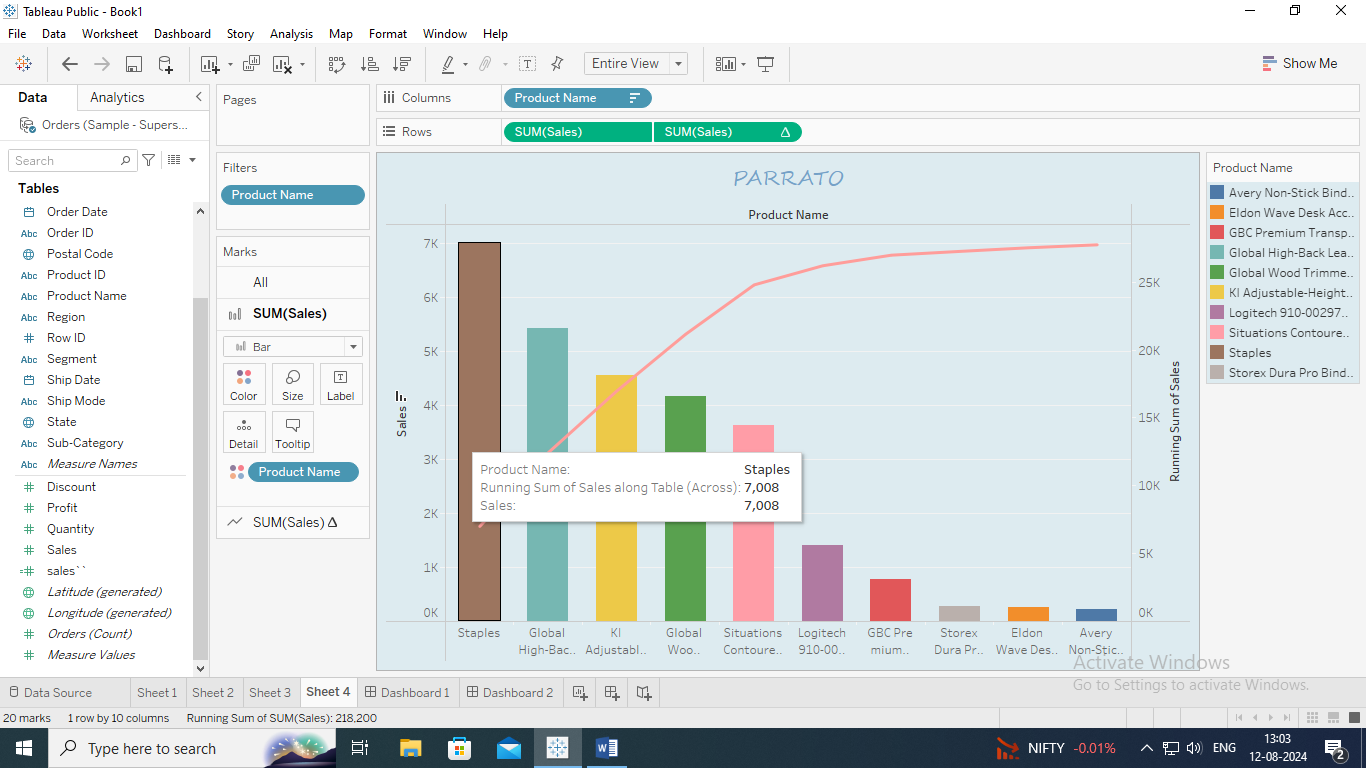 Tableau Public - Book1
File Data Worksheet Dashboard Story Analysis Map Format Window Help
Entire View
Show Me
Data Analytics
Orders (Sample - Supers...
Search
Tables
Order Date
Abc Order ID
Postal Code
Abc Product ID
Abc Product Name
Abc Region
Row ID
Abc Segment
Ship Date
Abc Ship Mode
State
Abc Sub-Category
Abc Measure Names
Discount
Profit
Quantity
Sales
sales``
Latitude (generated)
Longitude (generated)
Orders (Count)
Measure Values
Pages
Filters
Product Name
Marks
All
SUM(Sales)
Bar
Color Size Label
Detail Tooltip
Product Name
SUM(Sales) Δ
Columns Product Name
Rows SUM(Sales) SUM(Sales) Δ
PARRATO
Product Name
7K
6K
5K
4K
3K
2K
1K
0K
Sales
25K
20K
15K
10K
5K
0K
Running Sum of Sales
Product Name: Staples
Running Sum of Sales along Table (Across): 7,008
Sales: 7,008
Staples Global KI Global Situations Logitech GBC Pre Storex Eldon Avery
High-Bac.. Adjustabl.. Woo.. Contoure.. 910-00.. mium.. Dura Pr.. Wave Des.. Non-Stic..
Product Name
Avery Non-Stick Bind..
Eldon Wave Desk Acc..
GBC Premium Transp..
Global High-Back Lea..
Global Wood Trimme..
KI Adjustable-Height..
Logitech 910-00297..
Situations Contoure..
Staples
Storex Dura Pro Bind..
Activate Windows
Go to Settings to activate Windows.
Data Source Sheet 1 Sheet 2 Sheet 3 Sheet 4 Dashboard 1 Dashboard 2
20 marks 1 row by 10 columns Running Sum of SUM(Sales): 218,200
Type here to search
NIFTY -0.01%
ENG
13:03
12-08-2024
2